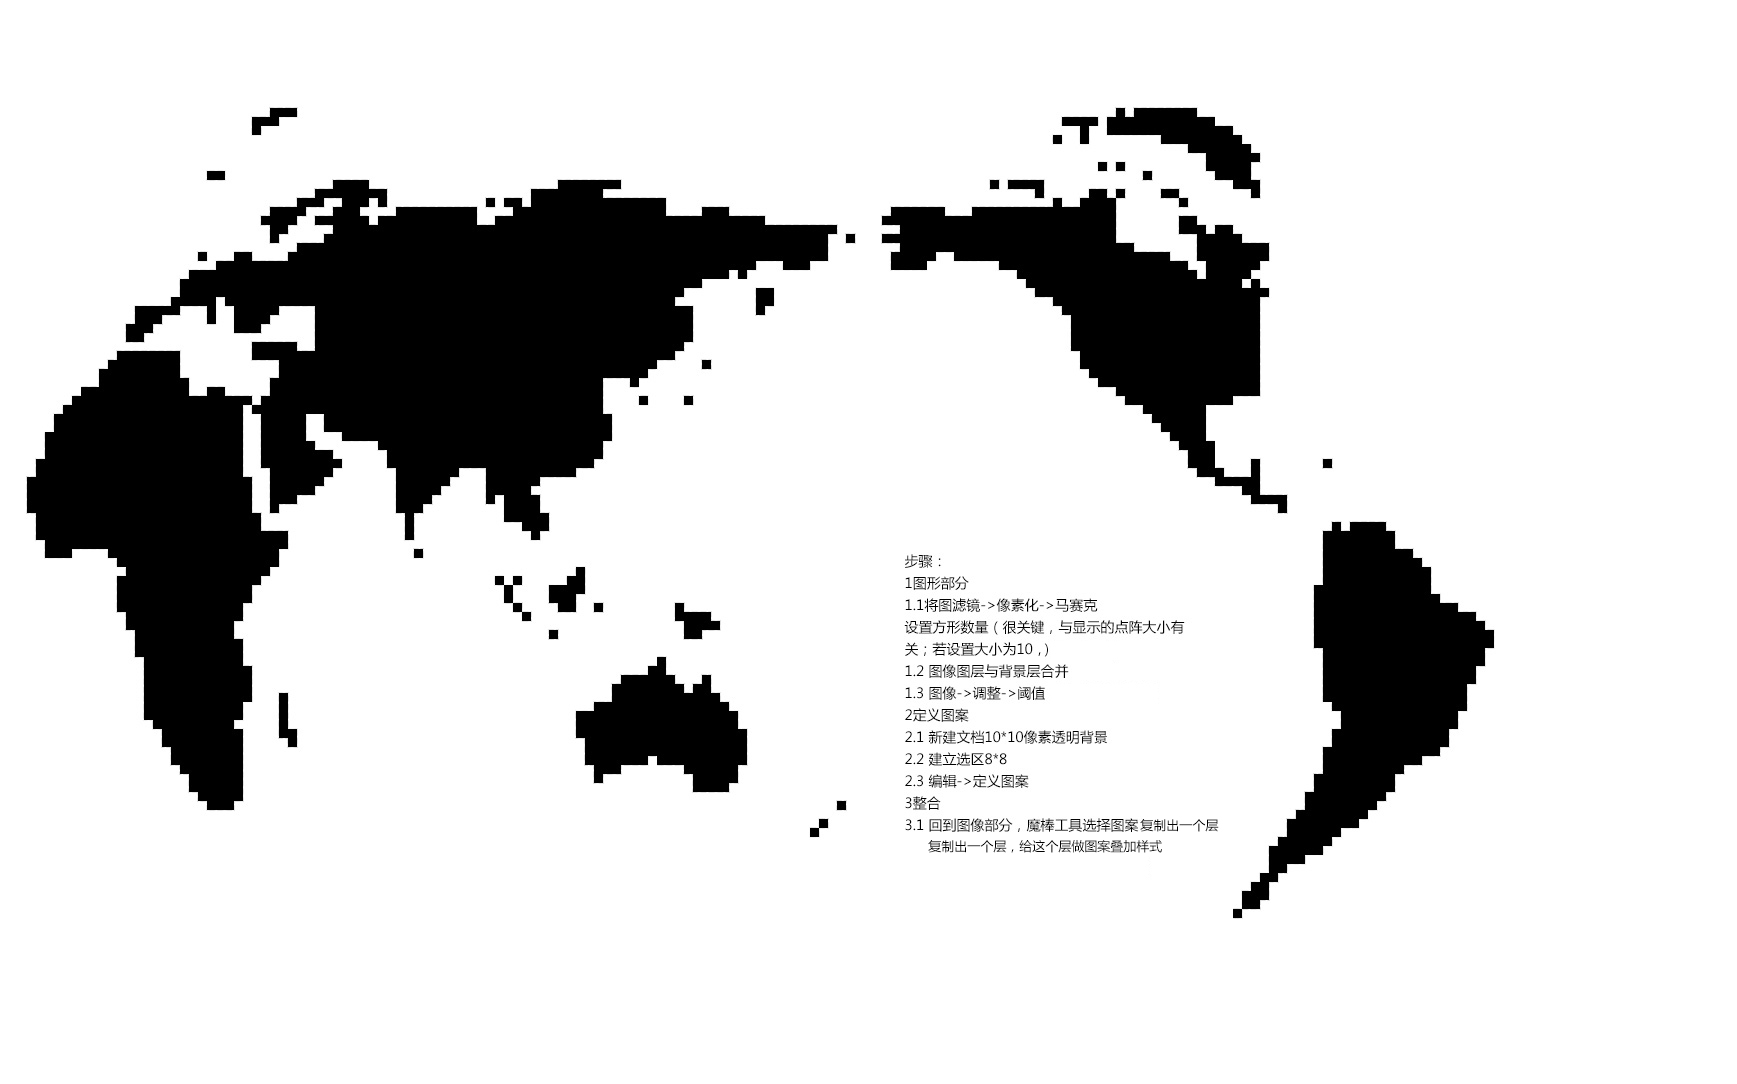 步骤：
1图形部分
1.1将图滤镜->像素化->马赛克
设置方形数量（很关键，与显示的点阵大小有
关；若设置大小为10，）
1.2 图像图层与背景层合并
1.3 图像->调整->阈值
2定义图案
2.1 新建文档10*10像素透明背景
2.2 建立选区8*8
2.3 编辑->定义图案
3整合
3.1 回到图像部分，魔棒工具选择图案复制出一个层
复制出一个层，给这个层做图案叠加样式